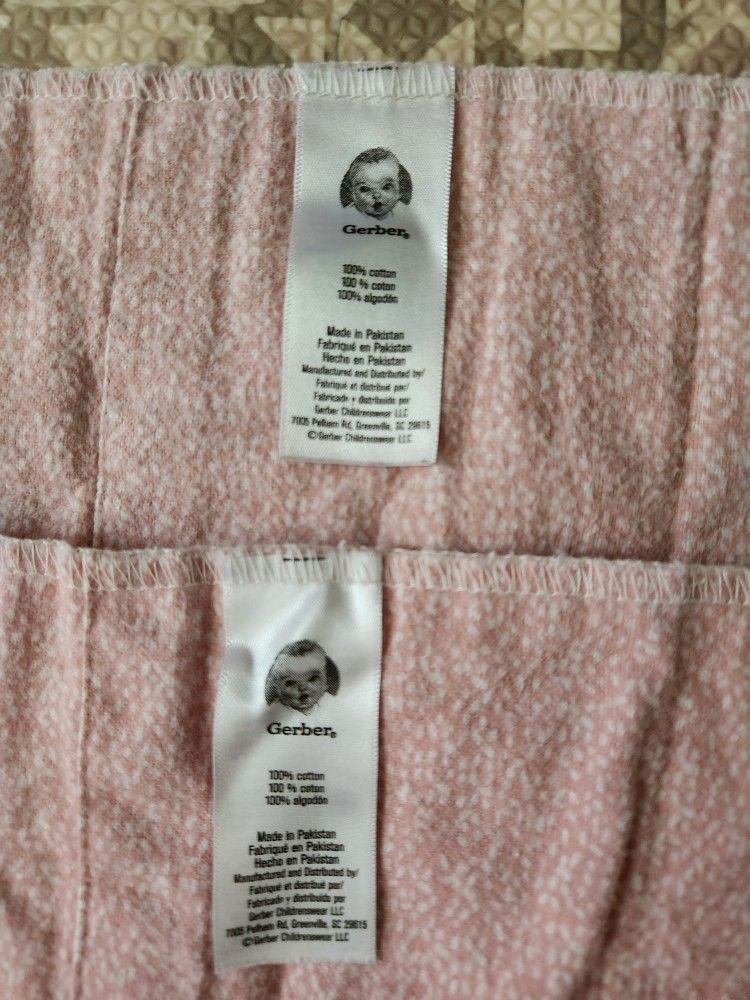 Gerber®
100% cotton
100 % coton
100% algodón
Made in Pakistan
Fabriqué en Pakistan
Hecho en Pakistan
Manufactured and Distributed by/
Fabriqué et distribué par/
Fabricado y distribuido por
Gerber Childrenswear LLC
7005 Pelham Rd, Greenville, SC 29615
©Gerber Childrenswear LLC
Gerber®
100% cotton
100 % coton
100% algodón
Made in Pakistan
Fabriqué en Pakistan
Hecho en Pakistan
Manufactured and Distributed by/
Fabriqué et distribué par/
Fabricado y distribuido por
Gerber Childrenswear LLC
7005 Pelham Rd, Greenville, SC 29615
©Gerber Childrenswear LLC